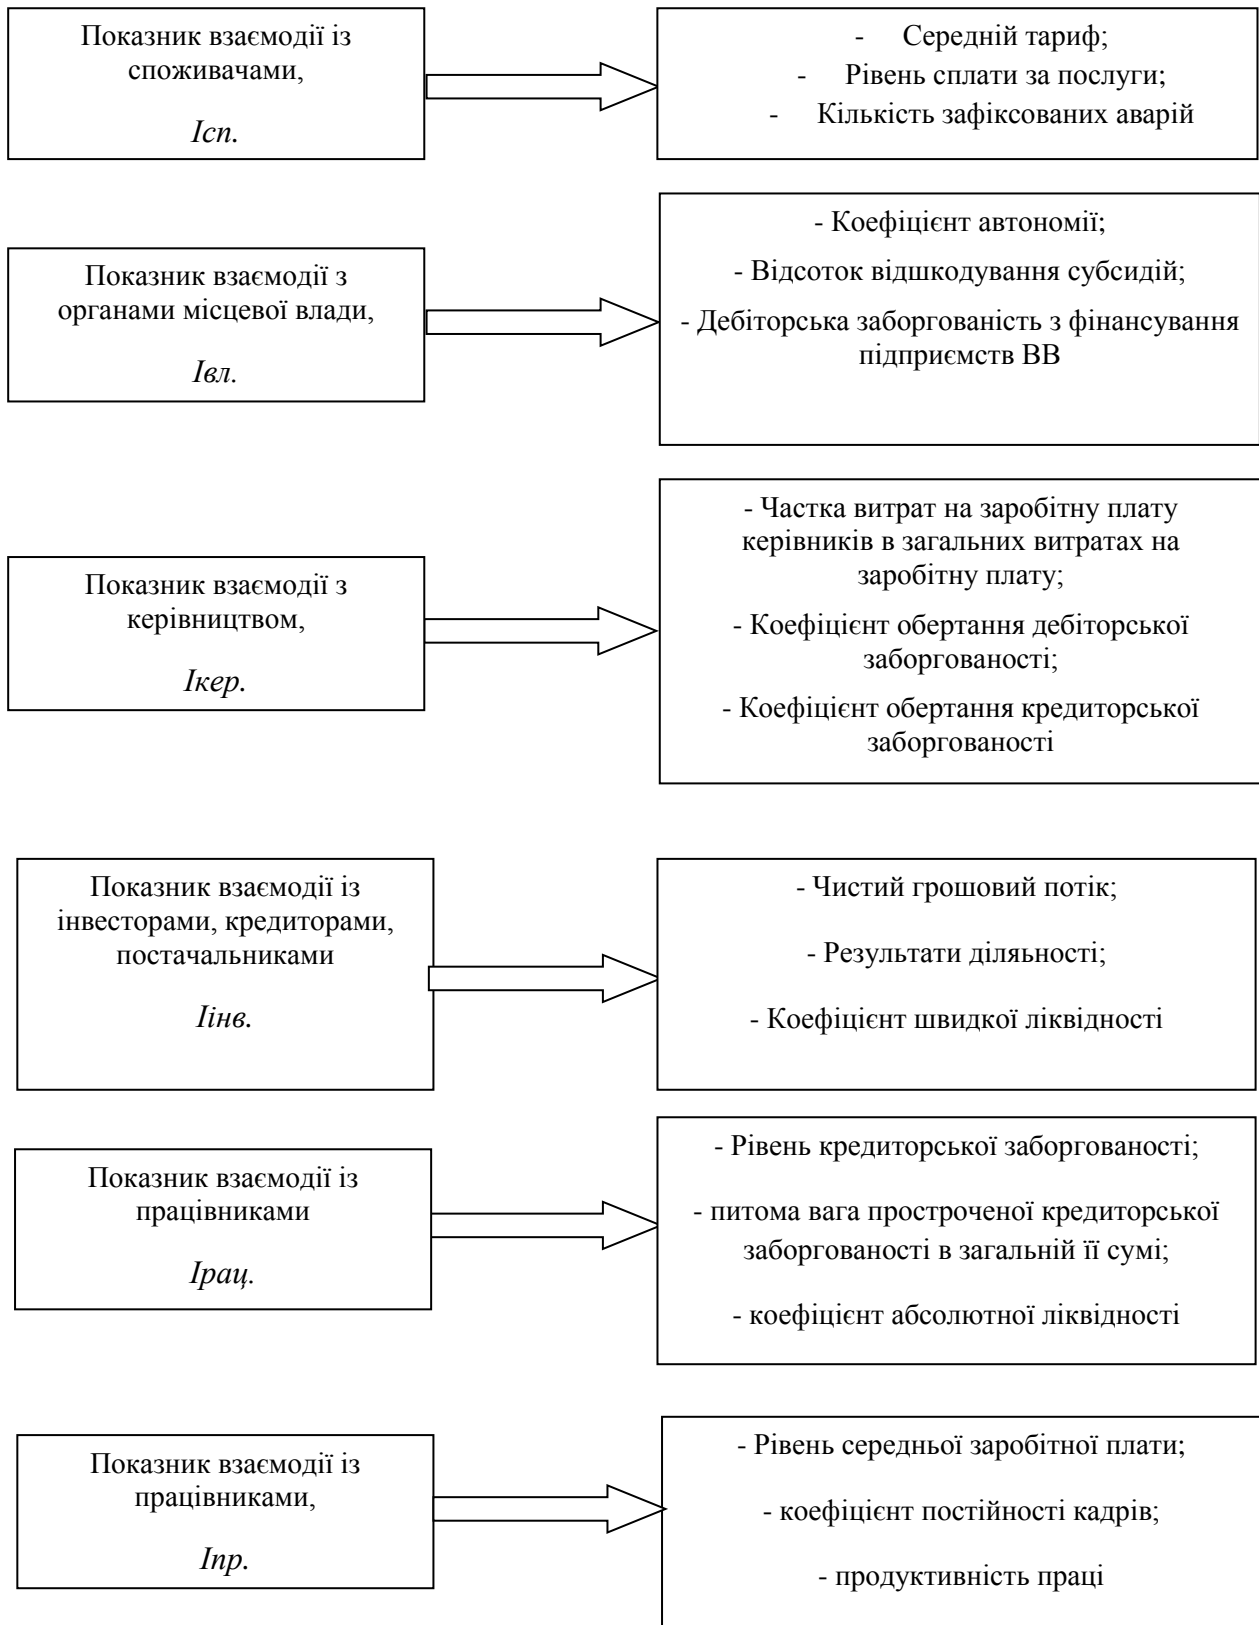 Показник взаємодії із
споживачами,
Ісп.
- Середній тариф;
- Рівень сплати за послуги;
- Кількість зафіксованих аварій
Показник взаємодії з
органами місцевої влади,
Івл.
- Коефіцієнт автономії;
- Відсоток відшкодування субсидій;
- Дебіторська заборгованість з фінансування
підприємств ВВ
Показник взаємодії з
керівництвом,
Ікер.
- Частка витрат на заробітну плату
керівників в загальних витратах на
заробітну плату;
- Коефіцієнт обертання дебіторської
заборгованості;
- Коефіцієнт обертання кредиторської
заборгованості
Показник взаємодії із
інвесторами, кредиторами,
постачальниками
Іінв.
- Чистий грошовий потік;
- Результати діляьності;
- Коефіцієнт швидкої ліквідності
Показник взаємодії із
працівниками
Ірац.
- Рівень кредиторської заборгованості;
- питома вага простроченої кредиторської
заборгованості в загальній її сумі;
- коефіцієнт абсолютної ліквідності
Показник взаємодії із
працівниками,
Іпр.
- Рівень середньої заробітної плати;
- коефіцієнт постійності кадрів;
- продуктивність праці